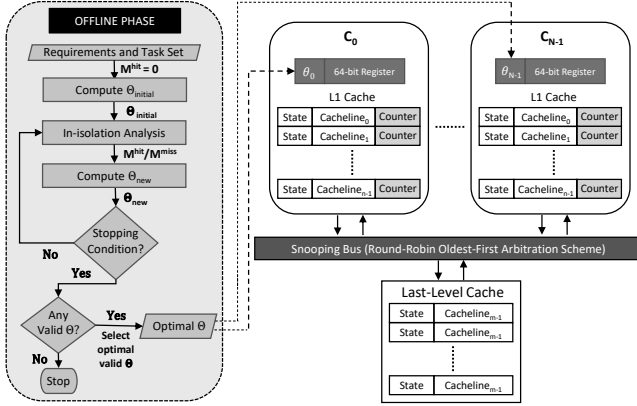 OFFLINE PHASE
Requirements and Task Set
M^hit = 0
Compute Θ_initial
Θ_initial
In-isolation Analysis
M^hit/M^miss
Compute Θ_new
Θ_new
Stopping
Condition?
No
Yes
Any
Valid Θ?
Yes
Select
optimal
valid Θ
Optimal Θ
No
Stop
C_0
θ_0 64-bit Register
L1 Cache
State Cacheline_0 Counter
State Cacheline_1 Counter
State Cacheline_n-1 Counter
C_N-1
θ_N-1 64-bit Register
L1 Cache
State Cacheline_0 Counter
State Cacheline_1 Counter
State Cacheline_n-1 Counter
Snooping Bus (Round-Robin Oldest-First Arbitration Scheme)
Last-Level Cache
State Cacheline_m-1
State Cacheline_m-1
State Cacheline_m-1